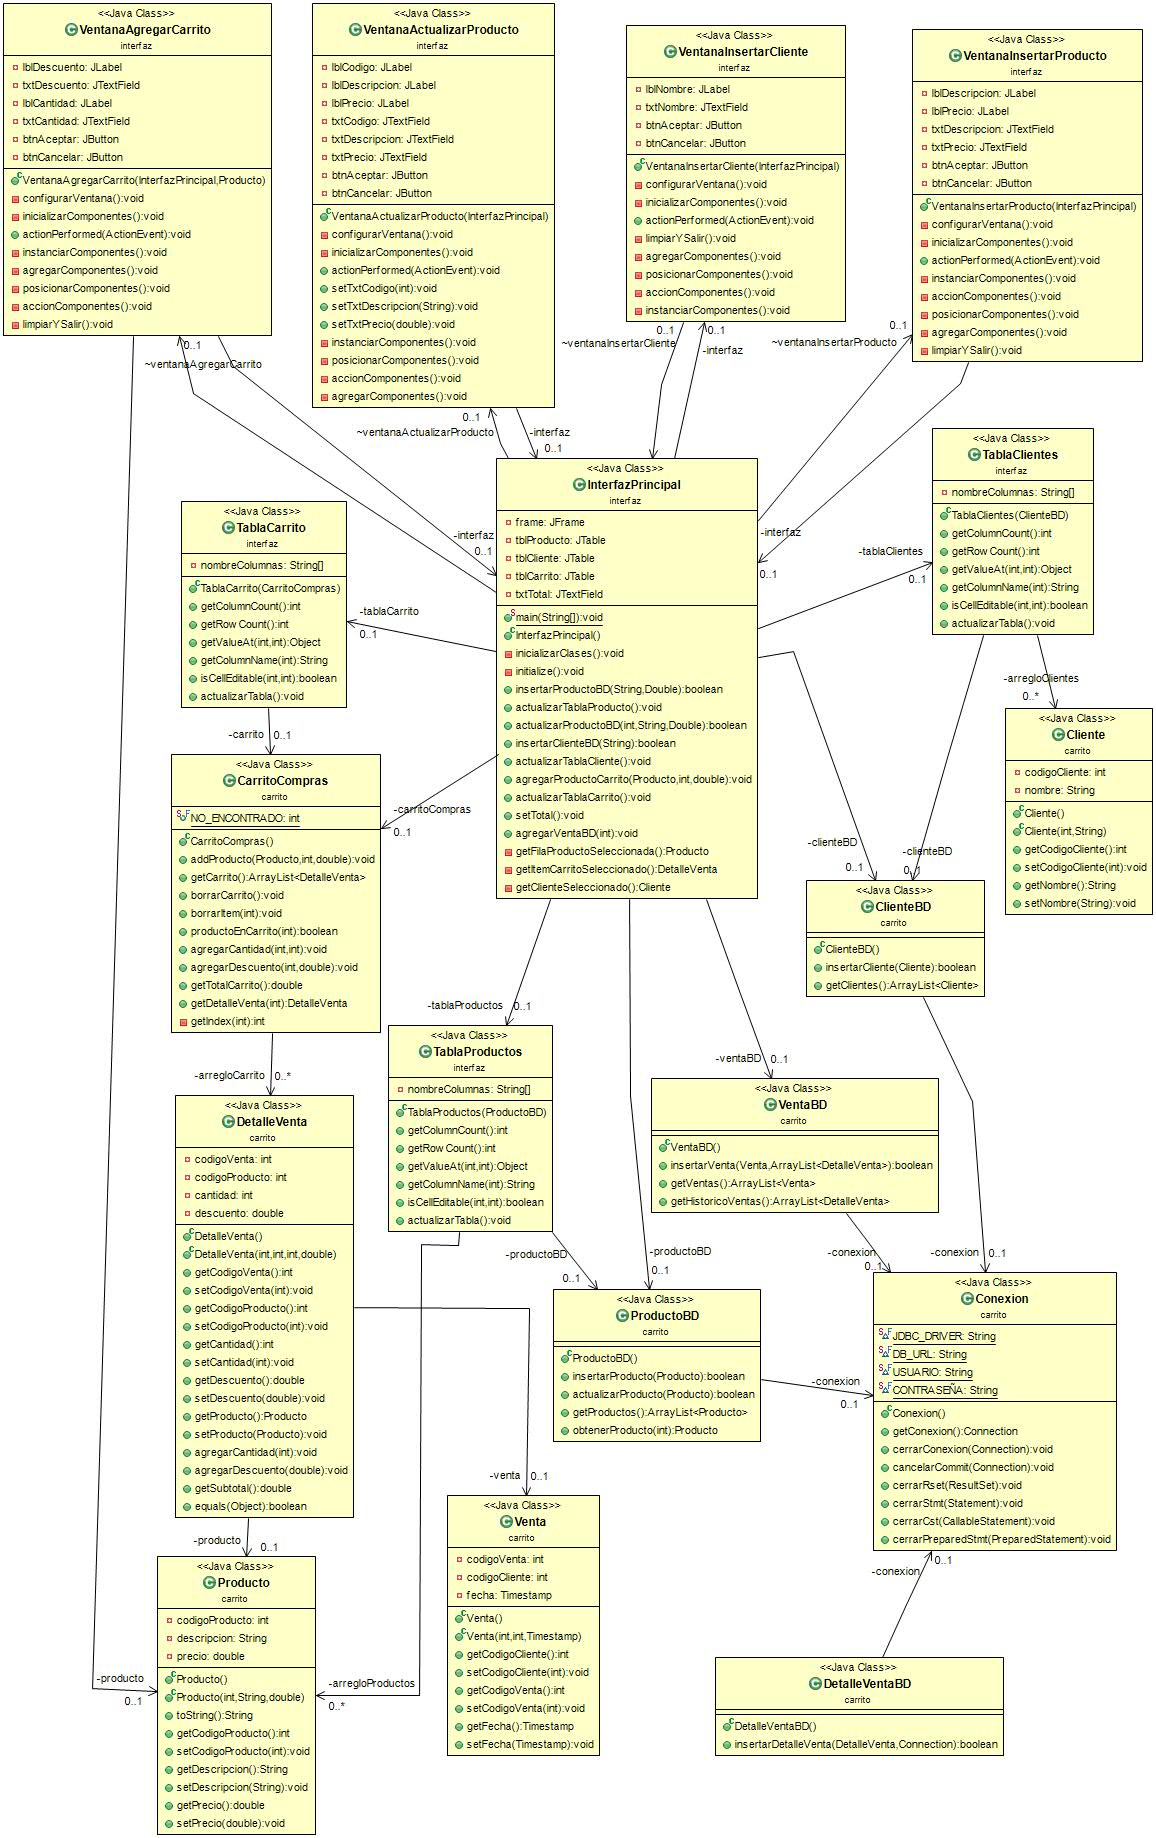 <<Java Class>>
VentanaAgregarCarrito
interfaz
lblDescuento: JLabel
txtDescuento: JTextField
lblCantidad: JLabel
txtCantidad: JTextField
btnAceptar: JButton
btnCancelar: JButton
VentanaAgregarCarrito(InterfazPrincipal,Producto)
configurarVentana():void
inicializarComponentes():void
actionPerformed(ActionEvent):void
instanciarComponentes():void
agregarComponentes():void
posicionarComponentes():void
accionComponentes():void
limpiarYSalir():void
<<Java Class>>
VentanaActualizarProducto
interfaz
lblCodigo: JLabel
lblDescripcion: JLabel
lblPrecio: JLabel
txtCodigo: JTextField
txtDescripcion: JTextField
txtPrecio: JTextField
btnAceptar: JButton
btnCancelar: JButton
VentanaActualizarProducto(InterfazPrincipal)
configurarVentana():void
inicializarComponentes():void
actionPerformed(ActionEvent):void
setTxtCodigo(int):void
setTxtDescripcion(String):void
setTxtPrecio(double):void
instanciarComponentes():void
posicionarComponentes():void
accionComponentes():void
agregarComponentes():void
<<Java Class>>
VentanaInsertarCliente
interfaz
lblNombre: JLabel
txtNombre: JTextField
btnAceptar: JButton
btnCancelar: JButton
VentanaInsertarCliente(InterfazPrincipal)
configurarVentana():void
inicializarComponentes():void
actionPerformed(ActionEvent):void
limpiarYSalir():void
agregarComponentes():void
posicionarComponentes():void
accionComponentes():void
instanciarComponentes():void
<<Java Class>>
VentanaInsertarProducto
interfaz
lblDescripcion: JLabel
lblPrecio: JLabel
txtDescripcion: JTextField
txtPrecio: JTextField
btnAceptar: JButton
btnCancelar: JButton
VentanaInsertarProducto(InterfazPrincipal)
configurarVentana():void
inicializarComponentes():void
actionPerformed(ActionEvent):void
instanciarComponentes():void
accionComponentes():void
posicionarComponentes():void
agregarComponentes():void
limpiarYSalir():void
0..1
~ventanaAgregarCarrito
0..1
~ventanaActualizarProducto
-interfaz
0..1
0..1
~ventanaInsertarCliente
0..1
-interfaz
0..1
~ventanaInsertarProducto
-interfaz
0..1
-interfaz
0..1
<<Java Class>>
InterfazPrincipal
interfaz
frame: JFrame
tblProducto: JTable
tblCliente: JTable
tblCarrito: JTable
txtTotal: JTextField
main(String[]):void
InterfazPrincipal()
inicializarClases():void
initialize():void
insertarProductoBD(String,Double):boolean
actualizarTablaProducto():void
actualizarProductoBD(int,String,Double):boolean
insertarClienteBD(String):boolean
actualizarTablaCliente():void
agregarProductoCarrito(Producto,int,double):void
actualizarTablaCarrito():void
setTotal():void
agregarVentaBD(int):void
getFilaProductoSeleccionada():Producto
getItemCarritoSeleccionado():DetalleVenta
getClienteSeleccionado():Cliente
<<Java Class>>
TablaClientes
interfaz
nombreColumnas: String[]
TablaClientes(ClienteBD)
getColumnCount():int
getRowCount():int
getValueAt(int,int):Object
getColumnName(int):String
isCellEditable(int,int):boolean
actualizarTabla():void
-tablaClientes
0..1
-arregloClientes
0..*
<<Java Class>>
Cliente
carrito
codigoCliente: int
nombre: String
Cliente()
Cliente(int,String)
getCodigoCliente():int
setCodigoCliente(int):void
getNombre():String
setNombre(String):void
<<Java Class>>
TablaCarrito
interfaz
nombreColumnas: String[]
TablaCarrito(CarritoCompras)
getColumnCount():int
getRowCount():int
getValueAt(int,int):Object
getColumnName(int):String
isCellEditable(int,int):boolean
actualizarTabla():void
-tablaCarrito
0..1
-carrito
0..1
<<Java Class>>
CarritoCompras
carrito
NO_ENCONTRADO: int
CarritoCompras()
addProducto(Producto,int,double):void
getCarrito():ArrayList<DetalleVenta>
borrarCarrito():void
borrarItem(int):void
productoEnCarrito(int):boolean
agregarCantidad(int,int):void
agregarDescuento(int,double):void
getTotalCarrito():double
getDetalleVenta(int):DetalleVenta
getIndex(int):int
-carritoCompras
0..1
-clienteBD
0..1
-clienteBD
0..1
<<Java Class>>
ClienteBD
carrito
ClienteBD()
insertarCliente(Cliente):boolean
getClientes():ArrayList<Cliente>
-arregloCarrito
0..*
<<Java Class>>
DetalleVenta
carrito
codigoVenta: int
codigoProducto: int
cantidad: int
descuento: double
DetalleVenta()
DetalleVenta(int,int,int,double)
getCodigoVenta():int
setCodigoVenta(int):void
getCodigoProducto():int
setCodigoProducto(int):void
getCantidad():int
setCantidad(int):void
getDescuento():double
setDescuento(double):void
getProducto():Producto
setProducto(Producto):void
agregarCantidad(int):void
agregarDescuento(double):void
getSubtotal():double
equals(Object):boolean
-tablaProductos
0..1
<<Java Class>>
TablaProductos
interfaz
nombreColumnas: String[]
TablaProductos(ProductoBD)
getColumnCount():int
getRowCount():int
getValueAt(int,int):Object
getColumnName(int):String
isCellEditable(int,int):boolean
actualizarTabla():void
-ventaBD
0..1
<<Java Class>>
VentaBD
carrito
VentaBD()
insertarVenta(Venta,ArrayList<DetalleVenta>):boolean
getVentas():ArrayList<Venta>
getHistoricoVentas():ArrayList<DetalleVenta>
-productoBD
0..1
-productoBD
0..1
<<Java Class>>
ProductoBD
carrito
ProductoBD()
insertarProducto(Producto):boolean
actualizarProducto(Producto):boolean
getProductos():ArrayList<Producto>
obtenerProducto(int):Producto
-conexion
0..1
-conexion
0..1
-conexion
0..1
<<Java Class>>
Conexion
carrito
JDBC_DRIVER: String
DB_URL: String
USUARIO: String
CONTRASEÑA: String
Conexion()
getConexion():Connection
cerrarConexion(Connection):void
cancelarCommit(Connection):void
cerrarRset(ResultSet):void
cerrarStmt(Statement):void
cerrarCst(CallableStatement):void
cerrarPreparedStmt(PreparedStatement):void
0..1
-conexion
-venta
0..1
<<Java Class>>
Venta
carrito
codigoVenta: int
codigoCliente: int
fecha: Timestamp
Venta()
Venta(int,int,Timestamp)
getCodigoCliente():int
setCodigoCliente(int):void
getCodigoVenta():int
setCodigoVenta(int):void
getFecha():Timestamp
setFecha(Timestamp):void
-producto
0..1
<<Java Class>>
Producto
carrito
codigoProducto: int
descripcion: String
precio: double
Producto()
Producto(int,String,double)
toString():String
getCodigoProducto():int
setCodigoProducto(int):void
getDescripcion():String
setDescripcion(String):void
getPrecio():double
setPrecio(double):void
-producto
0..1
-arregloProductos
0..*
<<Java Class>>
DetalleVentaBD
carrito
DetalleVentaBD()
insertarDetalleVenta(DetalleVenta,Connection):boolean